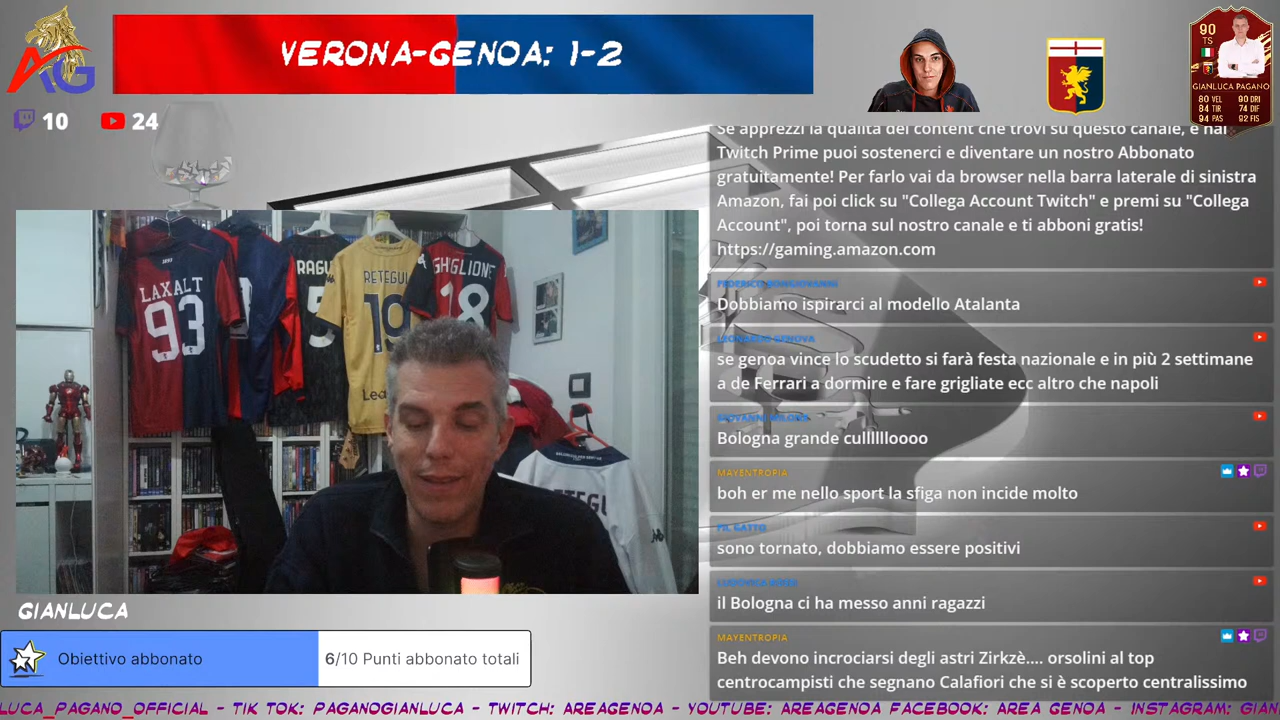 VERONA-GENOA: 1-2
AG
10
24
90
TS
GIANLUCA PAGANO
80 VEL 90 DRI
84 TIR 74 DIF
94 PAS 92 FIS
Se apprezzi la qualità dei content che trovi su questo canale, e hai
Twitch Prime puoi sostenerci e diventare un nostro Abbonato
gratuitamente! Per farlo vai da browser nella barra laterale di sinistra
Amazon, fai poi click su "Collega Account Twitch" e premi su "Collega
Account", poi torna sul nostro canale e ti abboni gratis!
https://gaming.amazon.com
Dobbiamo ispirarci al modello Atalanta
se genoa vince lo scudetto si farà festa nazionale e in più 2 settimane
a de Ferrari a dormire e fare grigliate ecc altro che napoli
Bologna grande culllllloooo
MAYENTROPIA
boh er me nello sport la sfiga non incide molto
sono tornato, dobbiamo essere positivi
il Bologna ci ha messo anni ragazzi
MAYENTROPIA
Beh devono incrociarsi degli astri Zirkzè.... orsolini al top
centrocampisti che segnano Calafiori che si è scoperto centralissimo
LAXALT
93
RAGU
5
RETEGUI
19
GHIGLIONE
18
GIANLUCA
Obiettivo abbonato
6/10 Punti abbonato totali
LUCA_PAGANO_OFFICIAL - TIK TOK: PAGANOGIANLUCA - TWITCH: AREAGENOA - YOUTUBE: AREAGENOA FACEBOOK: AREA GENOA - INSTAGRAM: GIAN